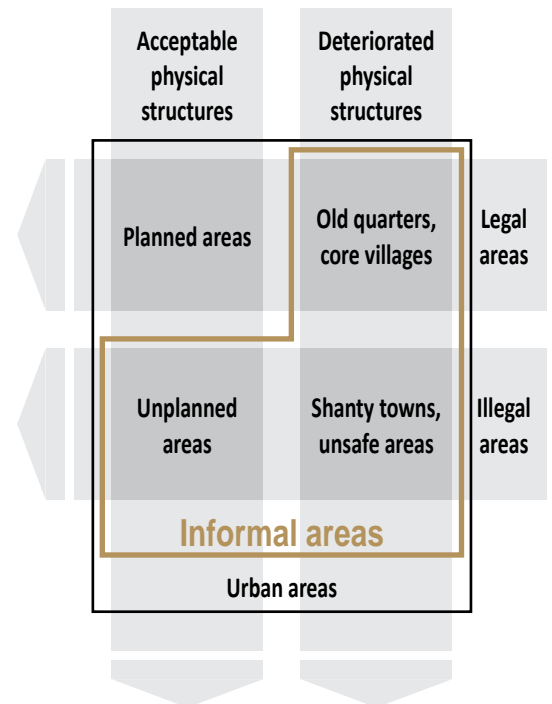 Acceptable
physical
structures
Deteriorated
physical
structures
Planned areas
Old quarters,
core villages
Legal
areas
Unplanned
areas
Shanty towns,
unsafe areas
Illegal
areas
Informal areas
Urban areas